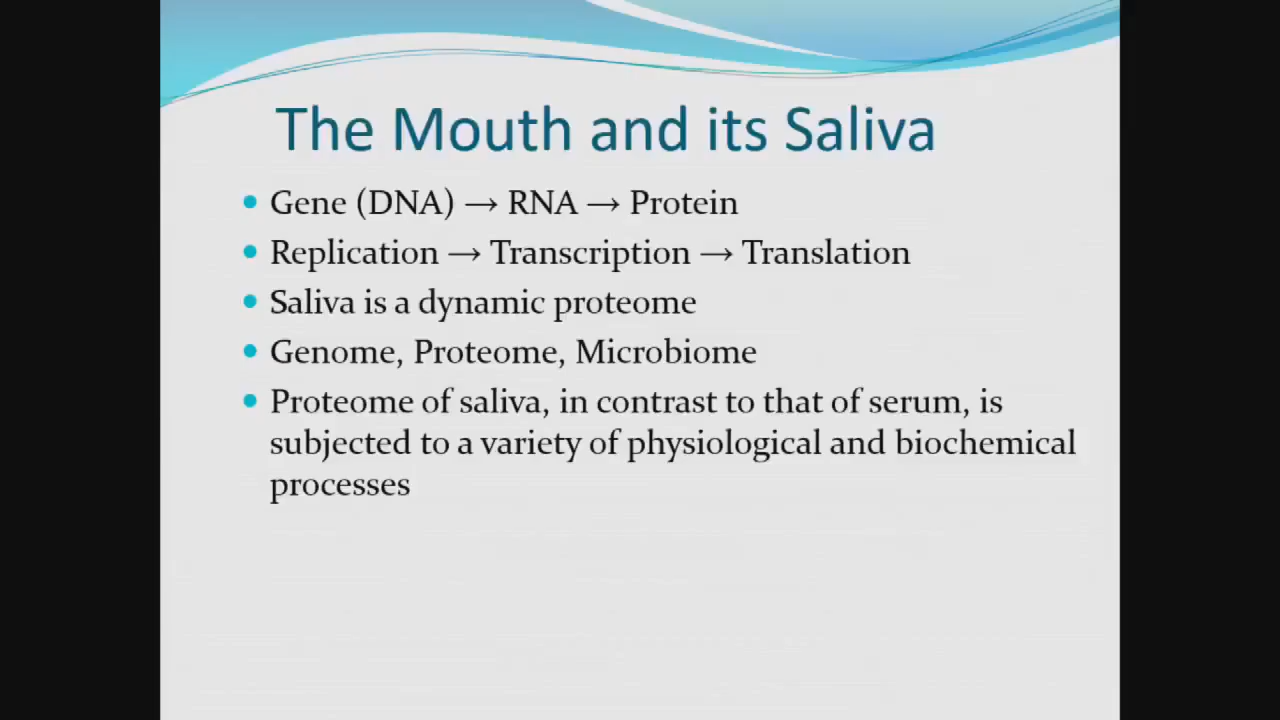 The Mouth and its Saliva
Gene (DNA) → RNA → Protein
Replication → Transcription → Translation
Saliva is a dynamic proteome
Genome, Proteome, Microbiome
Proteome of saliva, in contrast to that of serum, is
subjected to a variety of physiological and biochemical
processes